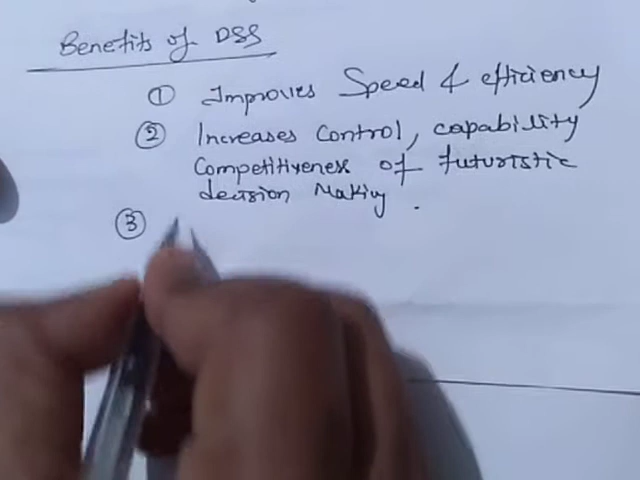 Benefits of DSS
① Improves Speed & efficiency
② Increases Control, capability
Competitiveness of futuristic
decision Making.
③